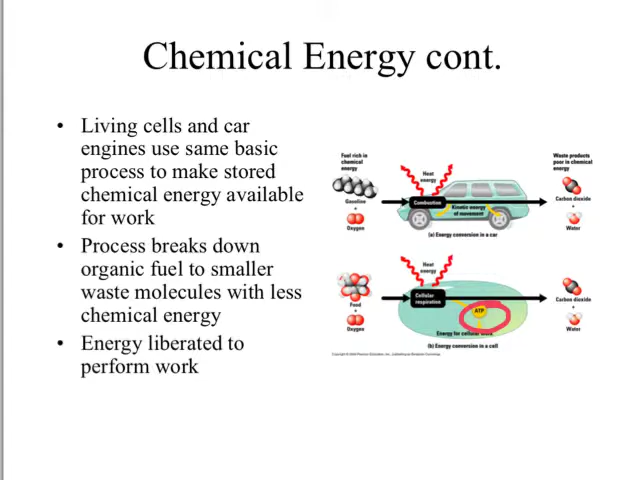 Chemical Energy cont.
• Living cells and car
engines use same basic
process to make stored
chemical energy available
for work
• Process breaks down
organic fuel to smaller
waste molecules with less
chemical energy
• Energy liberated to
perform work
Fuel rich in
chemical
energy
Waste products
poor in chemical
energy
Heat
energy
Combustion
Kinetic energy
of movement
Gasoline
+
Oxygen
Carbon dioxide
+
Water
(a) Energy conversion in a car
Heat
energy
Cellular
respiration
ATP
Food
+
Oxygen
Carbon dioxide
+
Water
Energy for cellular work
(b) Energy conversion in a cell